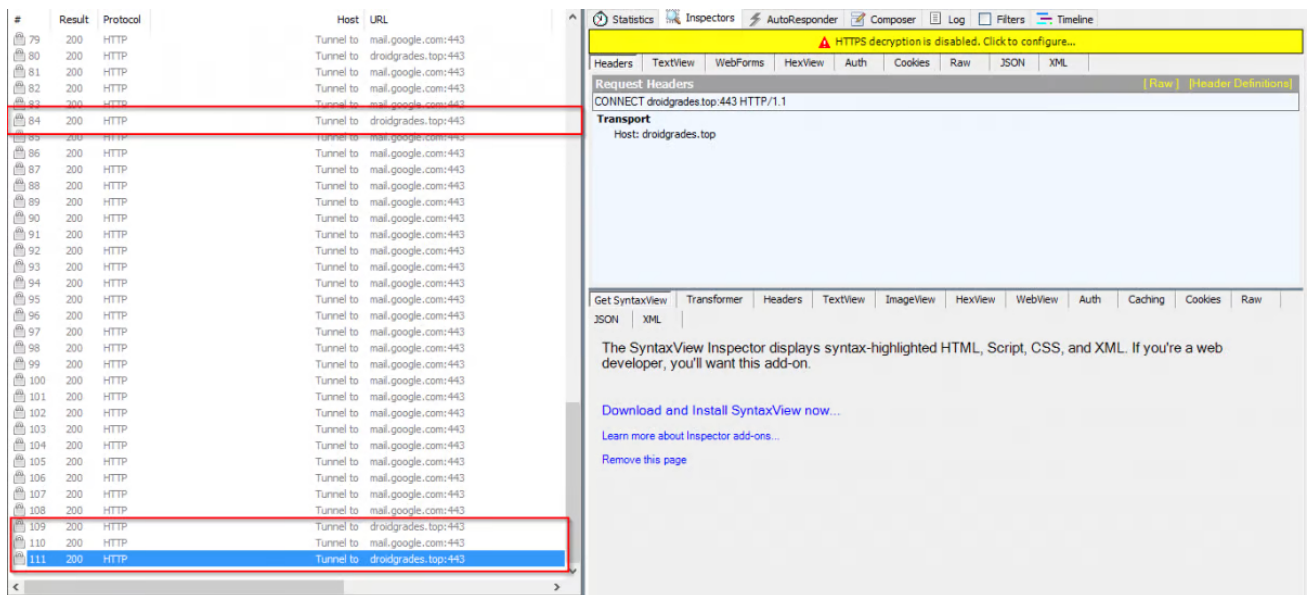 # Result Protocol Host URL
79 200 HTTP Tunnel to mail.google.com:443
80 200 HTTP Tunnel to droidgrades.top:443
81 200 HTTP Tunnel to mail.google.com:443
82 200 HTTP Tunnel to mail.google.com:443
83 200 HTTP Tunnel to mail.google.com:443
84 200 HTTP Tunnel to droidgrades.top:443
85 200 HTTP Tunnel to mail.google.com:443
86 200 HTTP Tunnel to mail.google.com:443
87 200 HTTP Tunnel to mail.google.com:443
88 200 HTTP Tunnel to mail.google.com:443
89 200 HTTP Tunnel to mail.google.com:443
90 200 HTTP Tunnel to mail.google.com:443
91 200 HTTP Tunnel to mail.google.com:443
92 200 HTTP Tunnel to mail.google.com:443
93 200 HTTP Tunnel to mail.google.com:443
94 200 HTTP Tunnel to mail.google.com:443
95 200 HTTP Tunnel to mail.google.com:443
96 200 HTTP Tunnel to mail.google.com:443
97 200 HTTP Tunnel to mail.google.com:443
98 200 HTTP Tunnel to mail.google.com:443
99 200 HTTP Tunnel to mail.google.com:443
100 200 HTTP Tunnel to mail.google.com:443
101 200 HTTP Tunnel to mail.google.com:443
102 200 HTTP Tunnel to mail.google.com:443
103 200 HTTP Tunnel to mail.google.com:443
104 200 HTTP Tunnel to mail.google.com:443
105 200 HTTP Tunnel to mail.google.com:443
106 200 HTTP Tunnel to mail.google.com:443
107 200 HTTP Tunnel to mail.google.com:443
108 200 HTTP Tunnel to mail.google.com:443
109 200 HTTP Tunnel to droidgrades.top:443
110 200 HTTP Tunnel to mail.google.com:443
111 200 HTTP Tunnel to droidgrades.top:443
Statistics Inspectors AutoResponder Composer Log Filters Timeline
HTTPS decryption is disabled. Click to configure...
Headers TextView WebForms HexView Auth Cookies Raw JSON XML
Request Headers [ Raw ] [Header Definitions]
CONNECT droidgrades.top:443 HTTP/1.1
Transport
Host: droidgrades.top
Get SyntaxView Transformer Headers TextView ImageView HexView WebView Auth Caching Cookies Raw
JSON XML
The SyntaxView Inspector displays syntax-highlighted HTML, Script, CSS, and XML. If you're a web
developer, you'll want this add-on.
Download and Install SyntaxView now...
Learn more about Inspector add-ons...
Remove this page